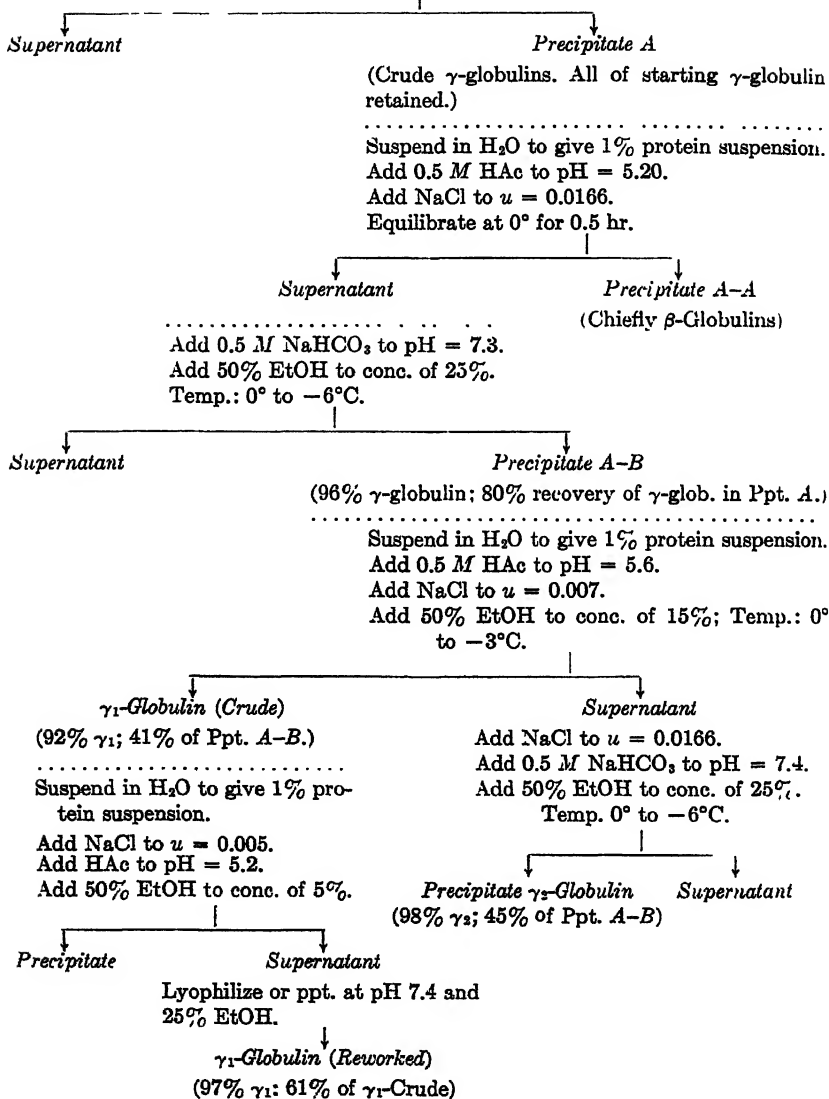 Supernatant
Precipitate A
(Crude γ-globulins. All of starting γ-globulin
retained.)
Suspend in H₂O to give 1% protein suspension.
Add 0.5 M HAc to pH = 5.20.
Add NaCl to u = 0.0166.
Equilibrate at 0° for 0.5 hr.
Supernatant
Precipitate A–A
(Chiefly β-Globulins)
Add 0.5 M NaHCO₃ to pH = 7.3.
Add 50% EtOH to conc. of 25%.
Temp.: 0° to −6°C.
Supernatant
Precipitate A–B
(96% γ-globulin; 80% recovery of γ-glob. in Ppt. A.)
Suspend in H₂O to give 1% protein suspension.
Add 0.5 M HAc to pH = 5.6.
Add NaCl to u = 0.007.
Add 50% EtOH to conc. of 15%; Temp.: 0°
to −3°C.
γ₁-Globulin (Crude)
(92% γ₁; 41% of Ppt. A–B.)
Suspend in H₂O to give 1% pro-
tein suspension.
Add NaCl to u = 0.005.
Add HAc to pH = 5.2.
Add 50% EtOH to conc. of 5%.
Supernatant
Add NaCl to u = 0.0166.
Add 0.5 M NaHCO₃ to pH = 7.4.
Add 50% EtOH to conc. of 25%.
Temp. 0° to −6°C.
Precipitate γ₂-Globulin
(98% γ₂; 45% of Ppt. A–B)
Supernatant
Precipitate
Supernatant
Lyophilize or ppt. at pH 7.4 and
25% EtOH.
γ₁-Globulin (Reworked)
(97% γ₁: 61% of γ₁-Crude)